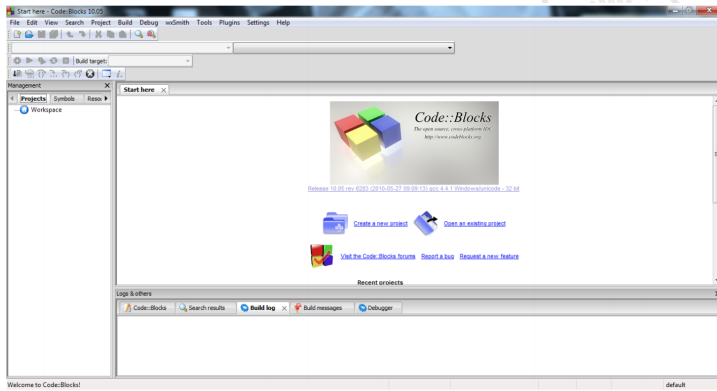 Start here - Code::Blocks 10.05
File Edit View Search Project Build Debug wxSmith Tools Plugins Settings Help
Build target:
Management
Projects Symbols Resou
Start here
Workspace
Code::Blocks
The open source, cross-platform IDE
http://www.codeblocks.org
Release 10.05 rev 6283 (2010-05-27 09:09:13) gcc 4.4.1 Windows/unicode - 32 bit
Create a new project Open an existing project
Visit the Code::Blocks forums Report a bug Request a new feature
Recent projects
Logs & others
Code::Blocks Search results Build log Build messages Debugger
Welcome to Code::Blocks! default